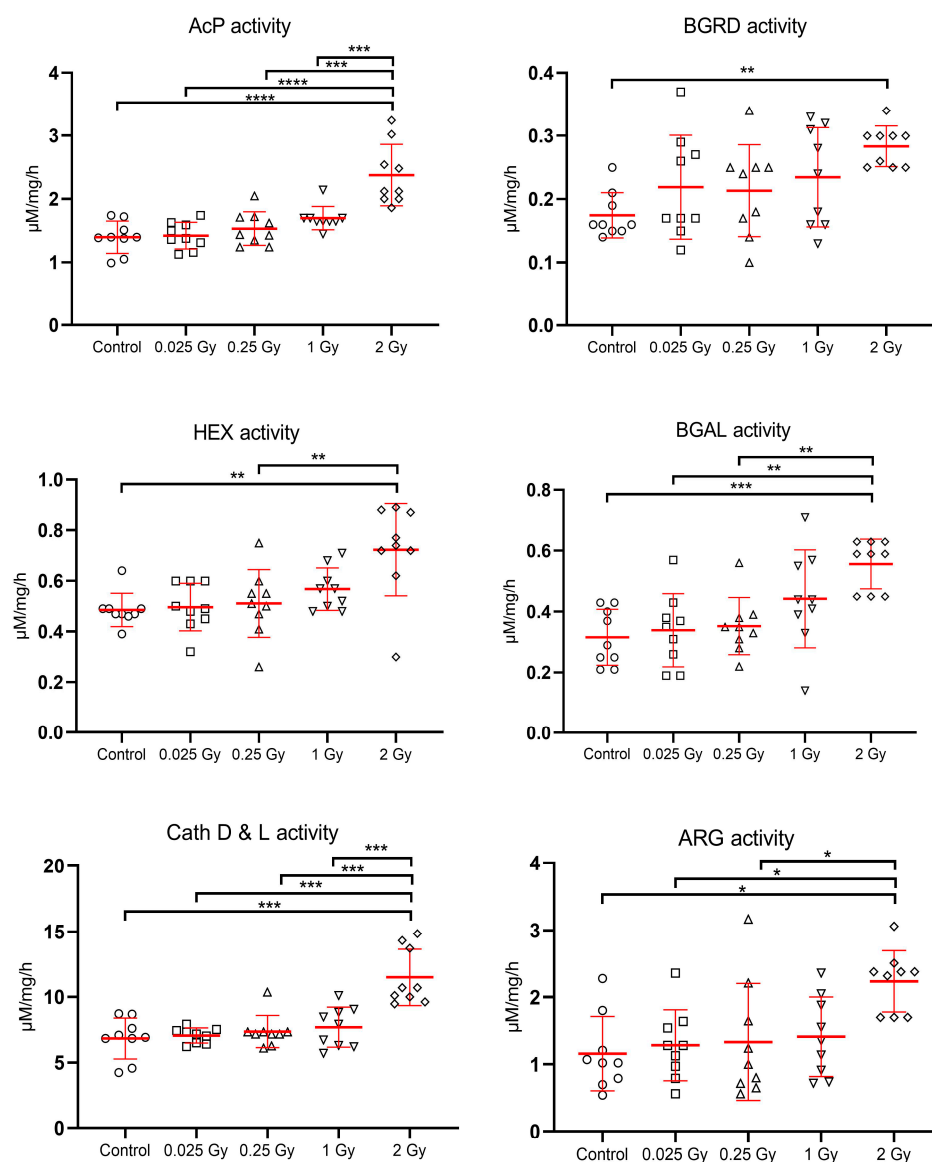 AcP activity
***
***
****
****
4
3
2
1
0
µM/mg/h
Control 0.025 Gy 0.25 Gy 1 Gy 2 Gy
BGRD activity
**
0.4
0.3
0.2
0.1
0.0
µM/mg/h
Control 0.025 Gy 0.25 Gy 1 Gy 2 Gy
HEX activity
**
**
1.0
0.8
0.6
0.4
0.2
0.0
µM/mg/h
Control 0.025 Gy 0.25 Gy 1 Gy 2 Gy
BGAL activity
**
**
***
0.8
0.6
0.4
0.2
0.0
µM/mg/h
Control 0.025 Gy 0.25 Gy 1 Gy 2 Gy
Cath D & L activity
***
***
***
***
20
15
10
5
0
µM/mg/h
Control 0.025 Gy 0.25 Gy 1 Gy 2 Gy
ARG activity
*
*
*
4
3
2
1
0
µM/mg/h
Control 0.025 Gy 0.25 Gy 1 Gy 2 Gy